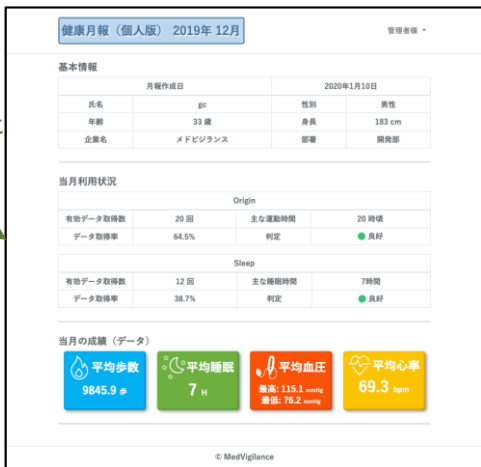 健康月報（個人版） 2019年 12月
管理者様
基本情報
月報作成日 2020年1月10日
氏名 gc 性別 男性
年齢 33 歳 身長 183 cm
企業名 メドビジランス 部署 開発部
当月利用状況
Origin
有効データ取得数 20 回 主な運動時間 20 時頃
データ取得率 64.5% 判定 良好
Sleep
有効データ取得数 12 回 主な睡眠時間 7時間
データ取得率 38.7% 判定 良好
当月の成績（データ）
平均歩数
9845.9 歩
平均睡眠
7 H
平均血圧
最高: 115.1 mmHg
最低: 76.2 mmHg
平均心率
69.3 bpm
© MedVigilance